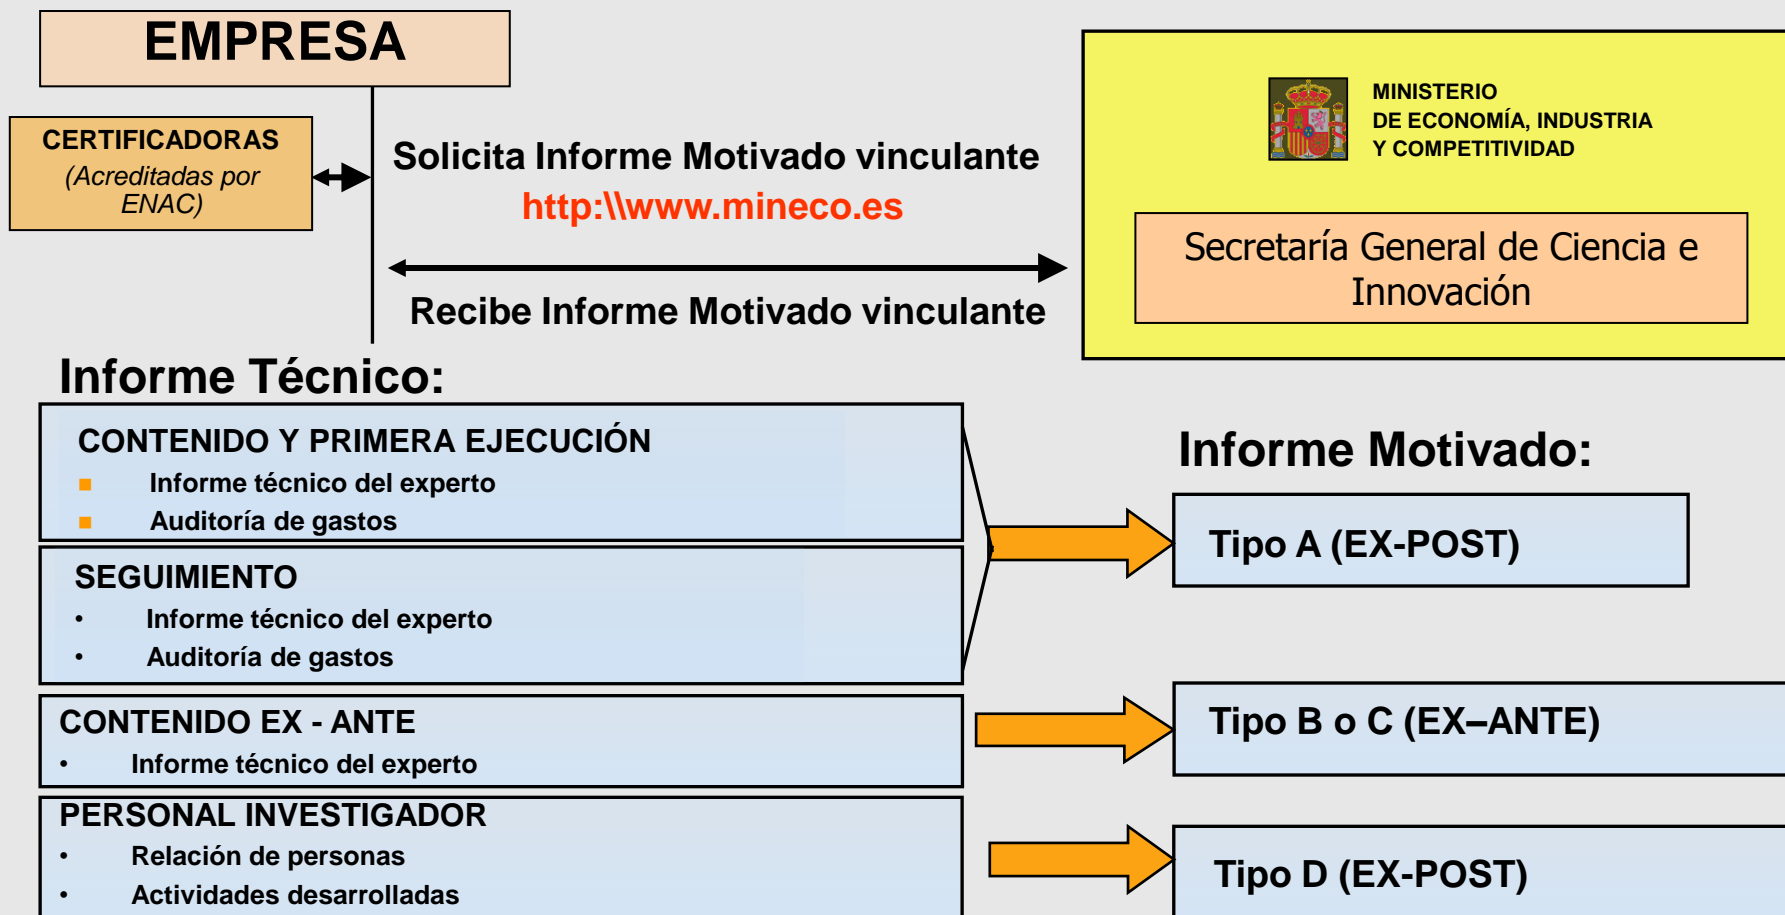 EMPRESA
CERTIFICADORAS
(Acreditadas por
ENAC)
Solicita Informe Motivado vinculante
http:\\www.mineco.es
Recibe Informe Motivado vinculante
MINISTERIO
DE ECONOMÍA, INDUSTRIA
Y COMPETITIVIDAD
Secretaría General de Ciencia e
Innovación
Informe Técnico:
CONTENIDO Y PRIMERA EJECUCIÓN
Informe técnico del experto
Auditoría de gastos
SEGUIMIENTO
• Informe técnico del experto
• Auditoría de gastos
CONTENIDO EX - ANTE
• Informe técnico del experto
PERSONAL INVESTIGADOR
• Relación de personas
• Actividades desarrolladas
Informe Motivado:
Tipo A (EX-POST)
Tipo B o C (EX–ANTE)
Tipo D (EX-POST)